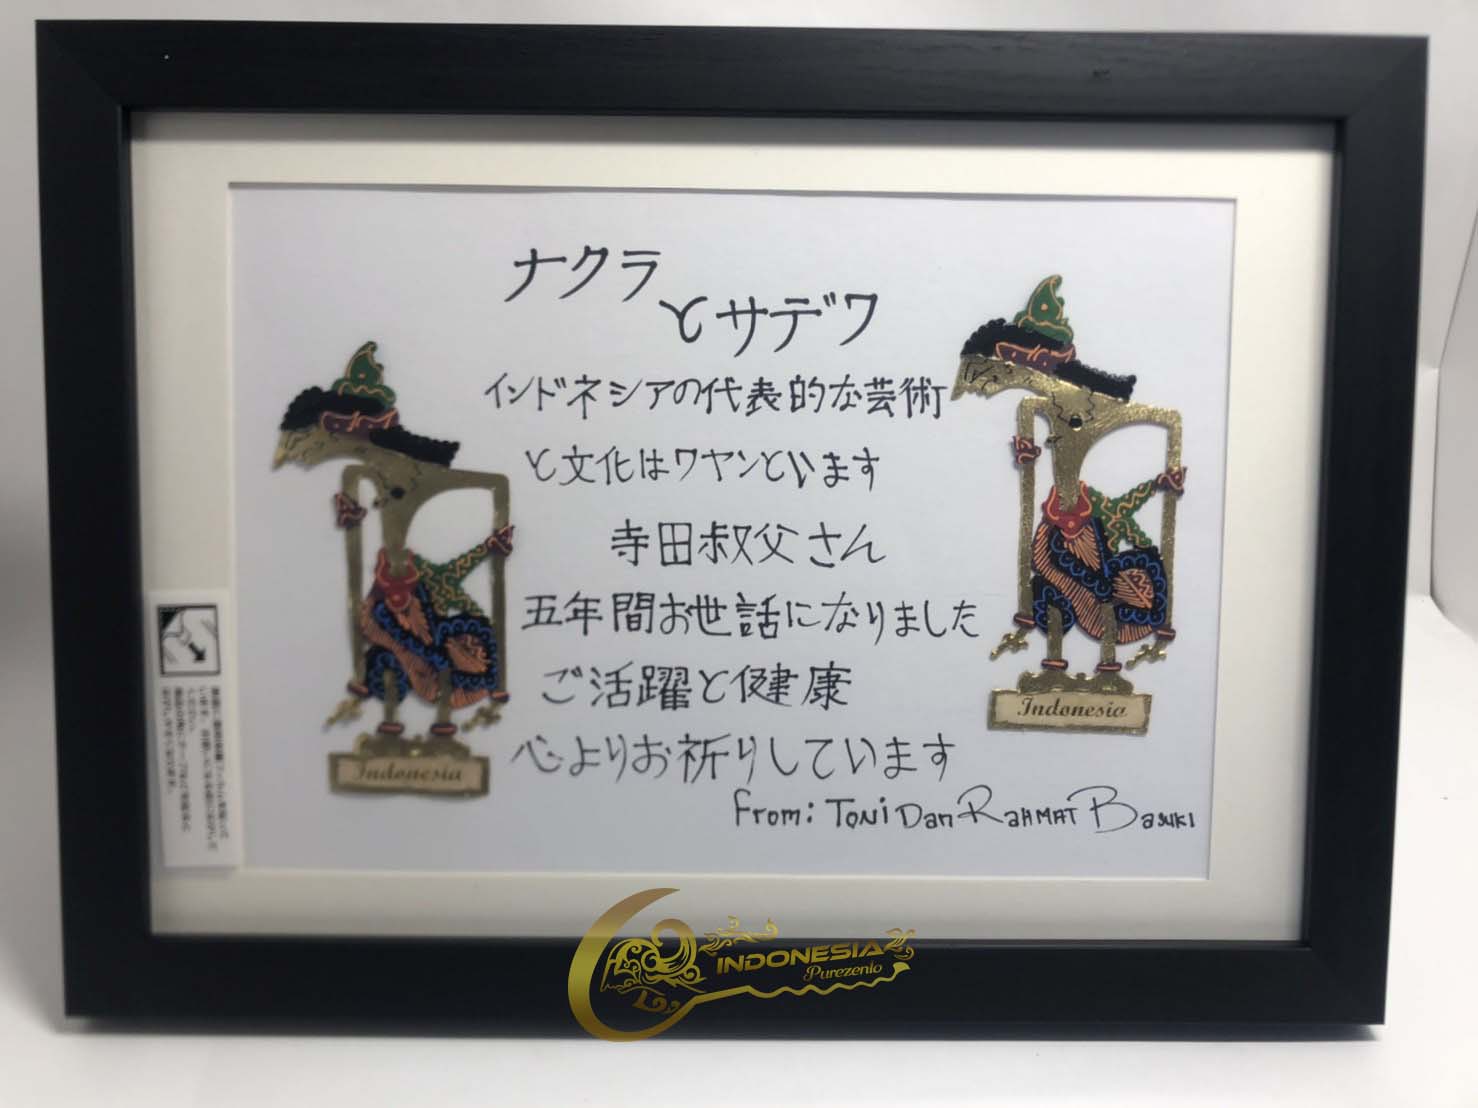 ナクラ
とサデワ
インドネシアの代表的な芸術
と文化はワヤンといます
寺田叔父さん
五年間お世話になりました
ご活躍と健康
心よりお祈りしています
From: Toni Dan Rahmat Basuki
Indonesia
Indonesia
INDONESIA
Purezento